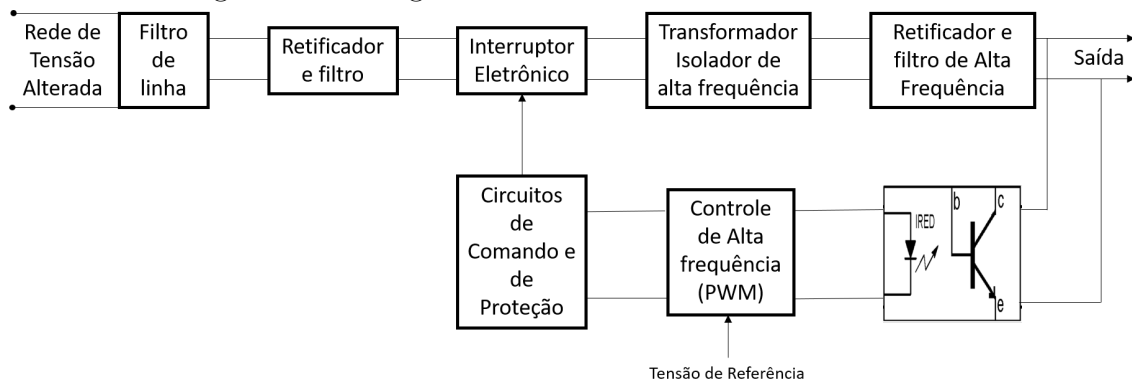 Rede de
Tensão
Alterada
Filtro
de
linha
Retificador
e filtro
Interruptor
Eletrônico
Transformador
Isolador de
alta frequência
Retificador e
filtro de Alta
Frequência
Saída
Circuitos
de
Comando e
de
Proteção
Controle
de Alta
frequência
(PWM)
IRED
b
c
e
Tensão de Referência